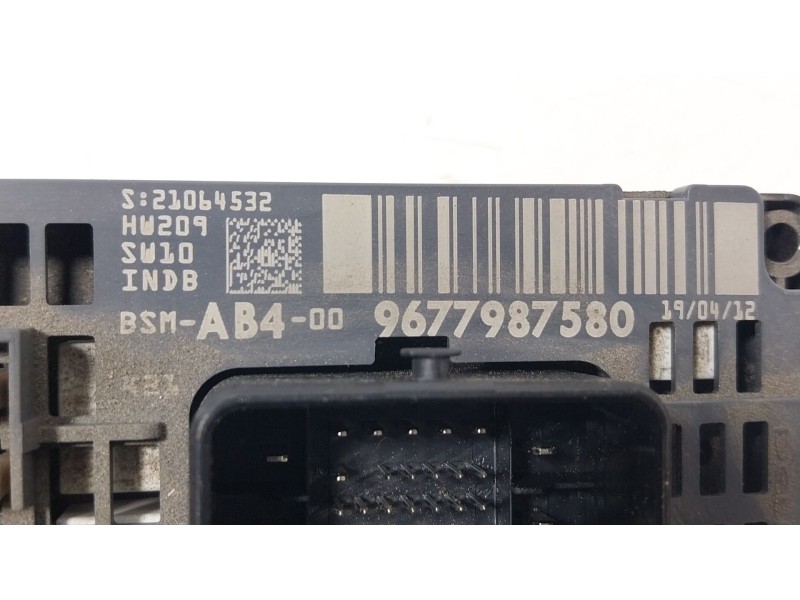 S:21064532
HW209
SW10
INDB
BSM-AB4-00 9677987580 19/04/12